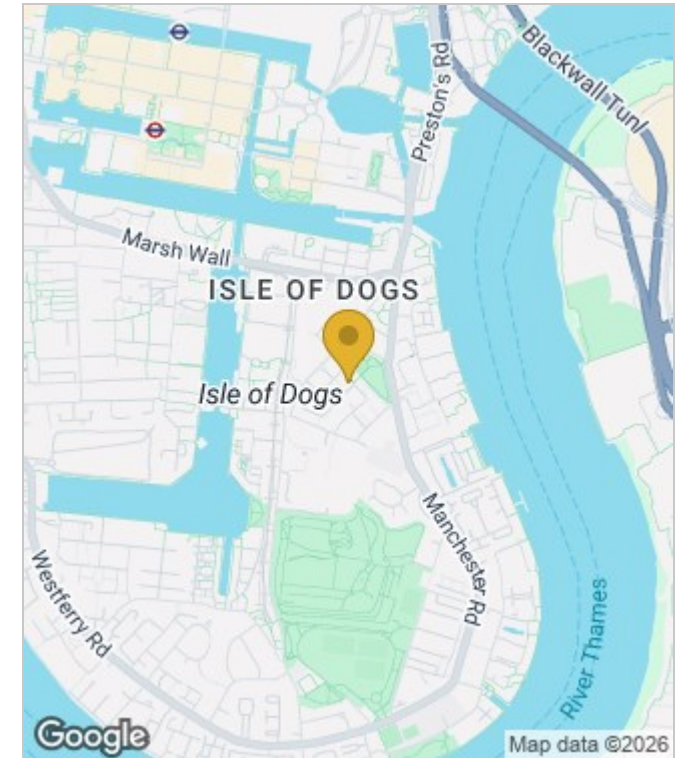 Preston's Rd
Blackwall Tunl
Marsh Wall
ISLE OF DOGS
Isle of Dogs
Manchester Rd
Westferry Rd
River Thames
Google
Map data ©2026